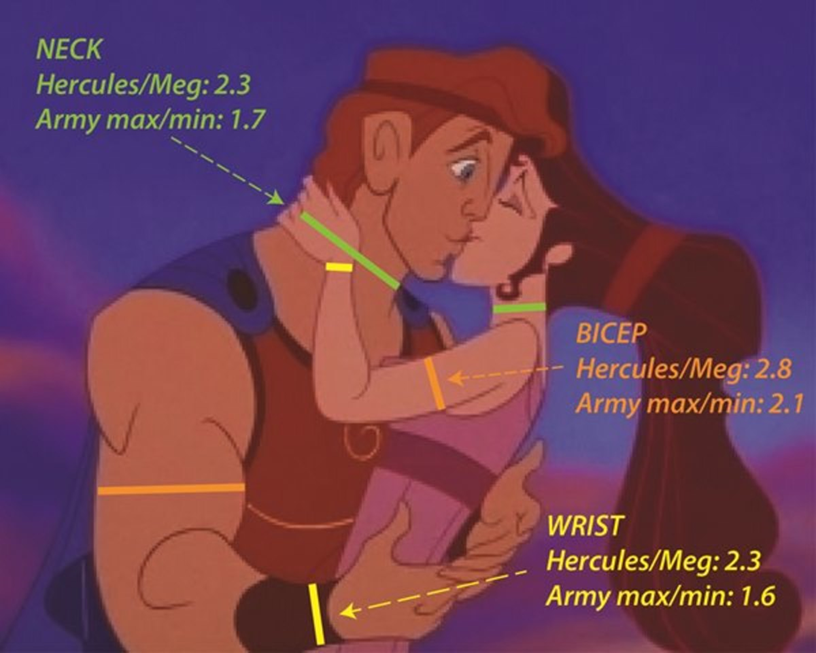 NECK
Hercules/Meg: 2.3
Army max/min: 1.7
BICEP
Hercules/Meg: 2.8
Army max/min: 2.1
WRIST
Hercules/Meg: 2.3
Army max/min: 1.6